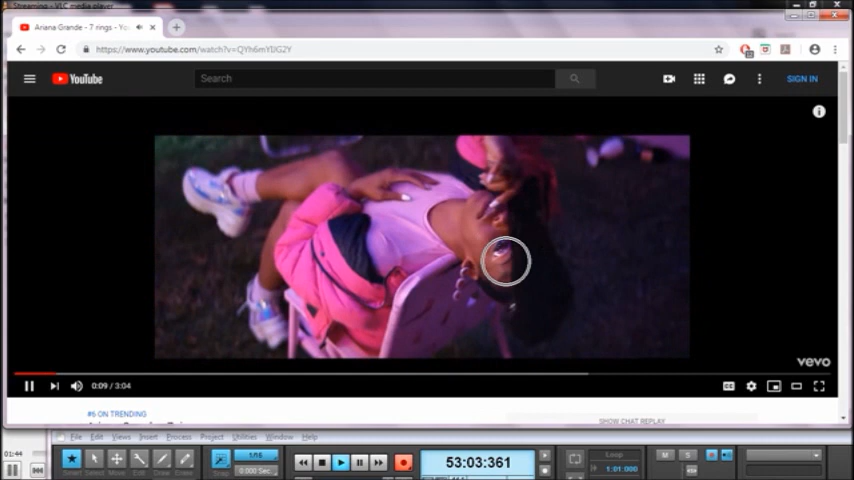 Streaming - VLC media player
Ariana Grande - 7 rings - Yo
https://www.youtube.com/watch?v=QYh6mYIJG2Y
YouTube
Search
SIGN IN
vevo
0:09 / 3:04
#6 ON TRENDING
SHOW CHAT REPLAY
File Edit Views Insert Process Project Utilities Window Help
01:44
1/16
Loop
M S
Select Move Knife Draw Erase
0:000 Sec.
53:03:361
1:01:000